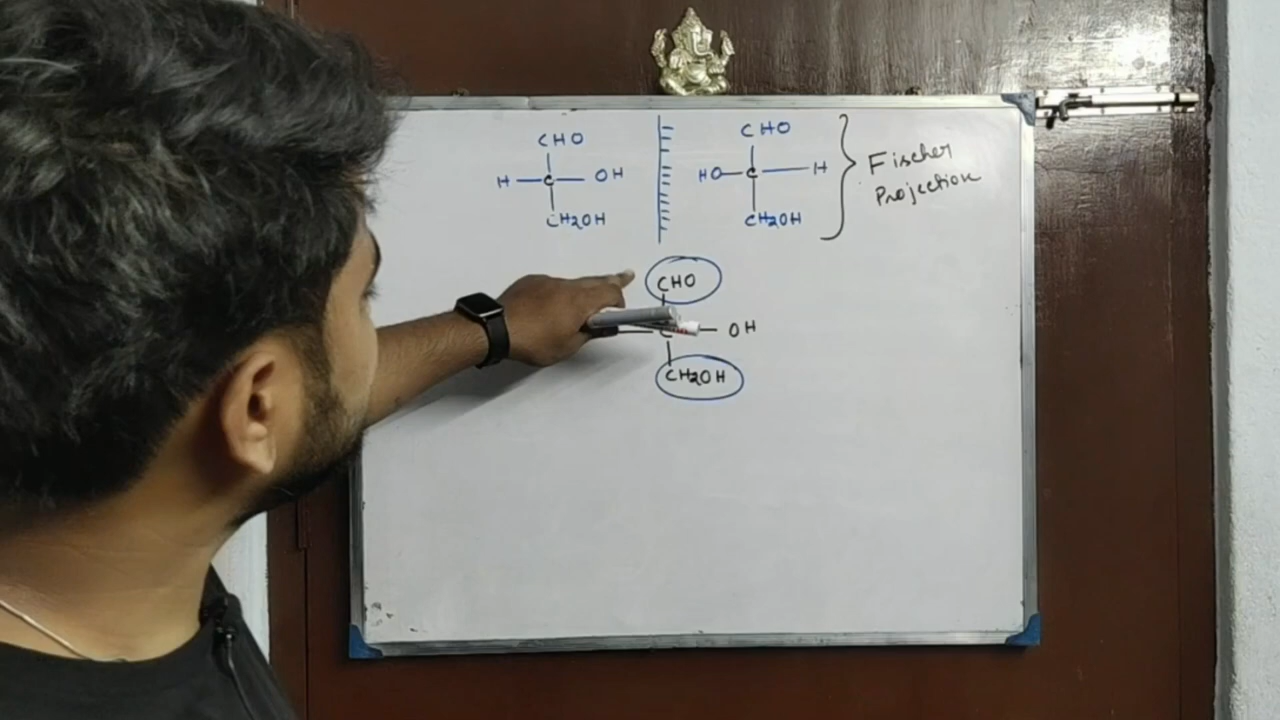 CHO
H C OH
CH2OH
CHO
HO C H
CH2OH
Fischer
Projection
CHO
C OH
CH2OH